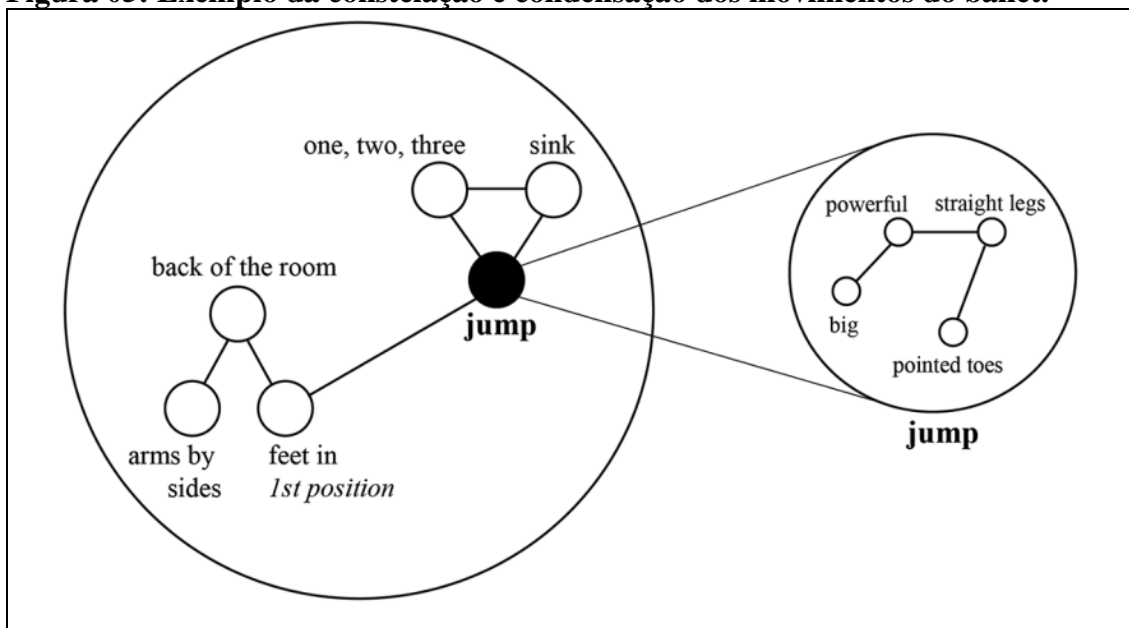 Figura 03: Exemplo da constelação e condensação dos movimentos do ballet.
one, two, three
sink
back of the room
jump
arms by
sides
feet in
1st position
powerful
straight legs
big
pointed toes
jump